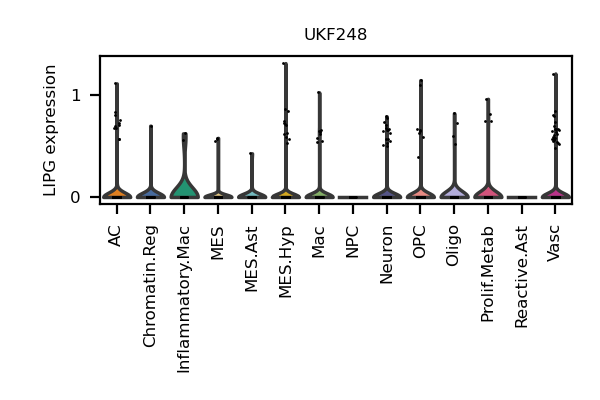 UKF248
LIPG expression
1
0
AC
Chromatin.Reg
Inflammatory.Mac
MES
MES.Ast
MES.Hyp
Mac
NPC
Neuron
OPC
Oligo
Prolif.Metab
Reactive.Ast
Vasc